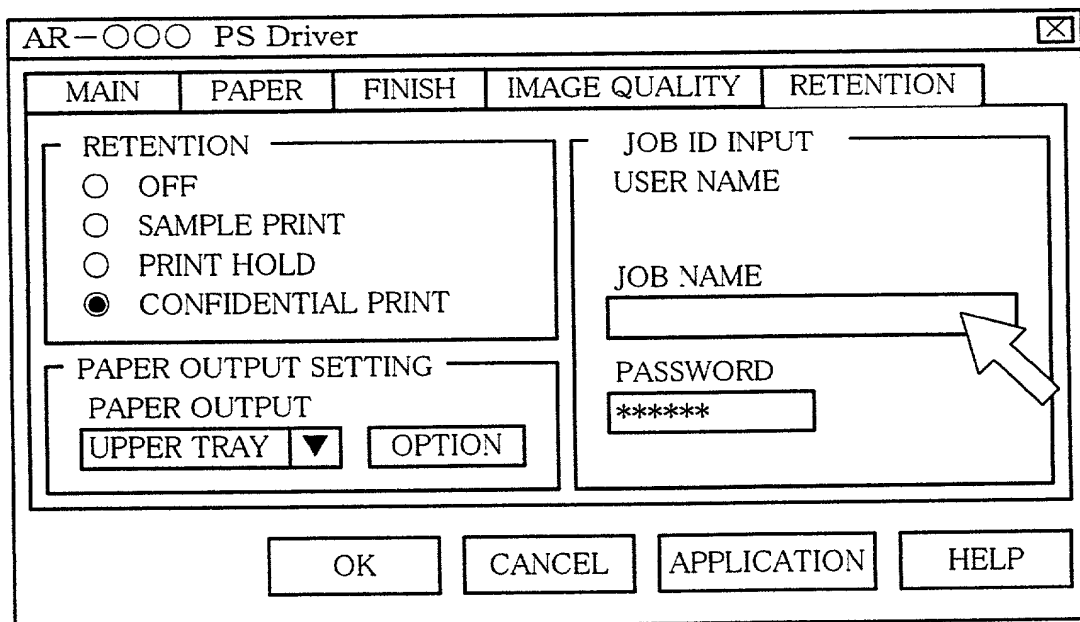 AR-○○○ PS Driver
MAIN PAPER FINISH IMAGE QUALITY RETENTION
RETENTION
OFF
SAMPLE PRINT
PRINT HOLD
CONFIDENTIAL PRINT
PAPER OUTPUT SETTING
PAPER OUTPUT
UPPER TRAY OPTION
JOB ID INPUT
USER NAME
JOB NAME
PASSWORD
******
OK CANCEL APPLICATION HELP